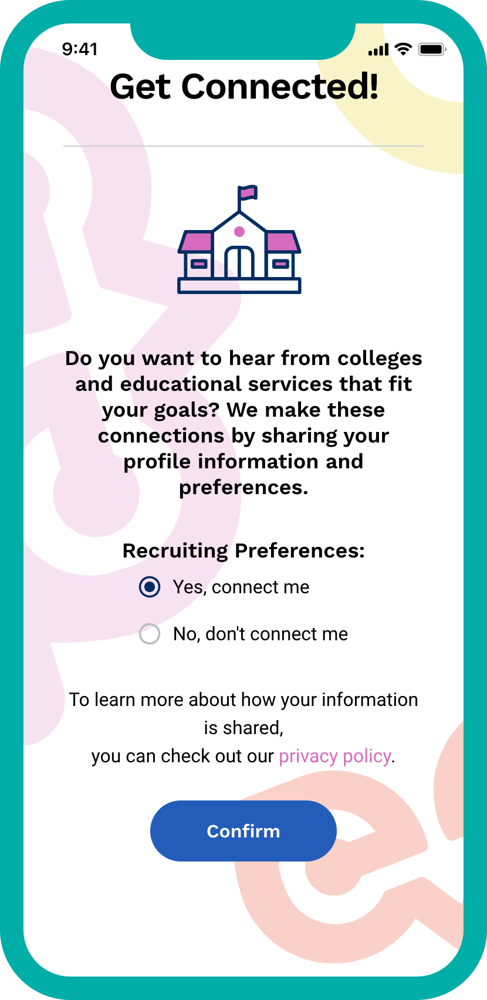 9:41
Get Connected!
Do you want to hear from colleges
and educational services that fit
your goals? We make these
connections by sharing your
profile information and
preferences.
Recruiting Preferences:
Yes, connect me
No, don't connect me
To learn more about how your information
is shared,
you can check out our privacy policy.
Confirm